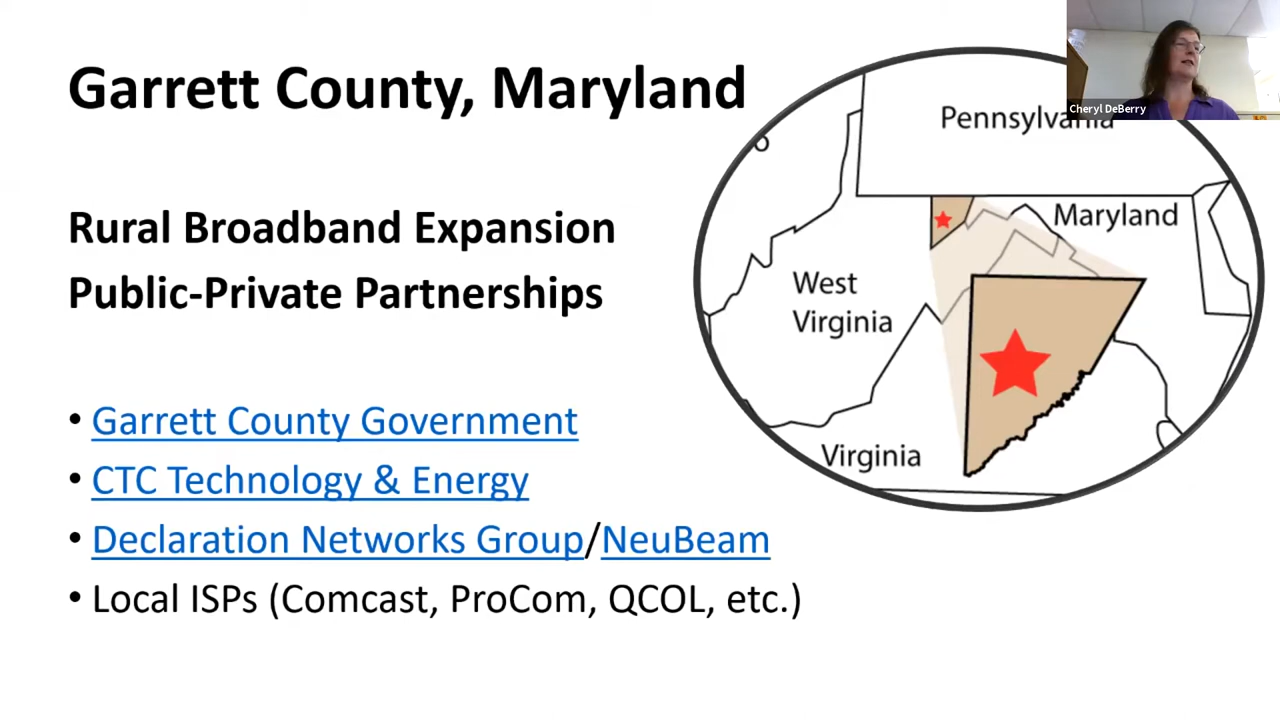 Garrett County, Maryland
Rural Broadband Expansion
Public-Private Partnerships
• Garrett County Government
• CTC Technology & Energy
• Declaration Networks Group/NeuBeam
• Local ISPs (Comcast, ProCom, QCOL, etc.)
Cheryl DeBerry
Pennsylvania
Maryland
West
Virginia
Virginia